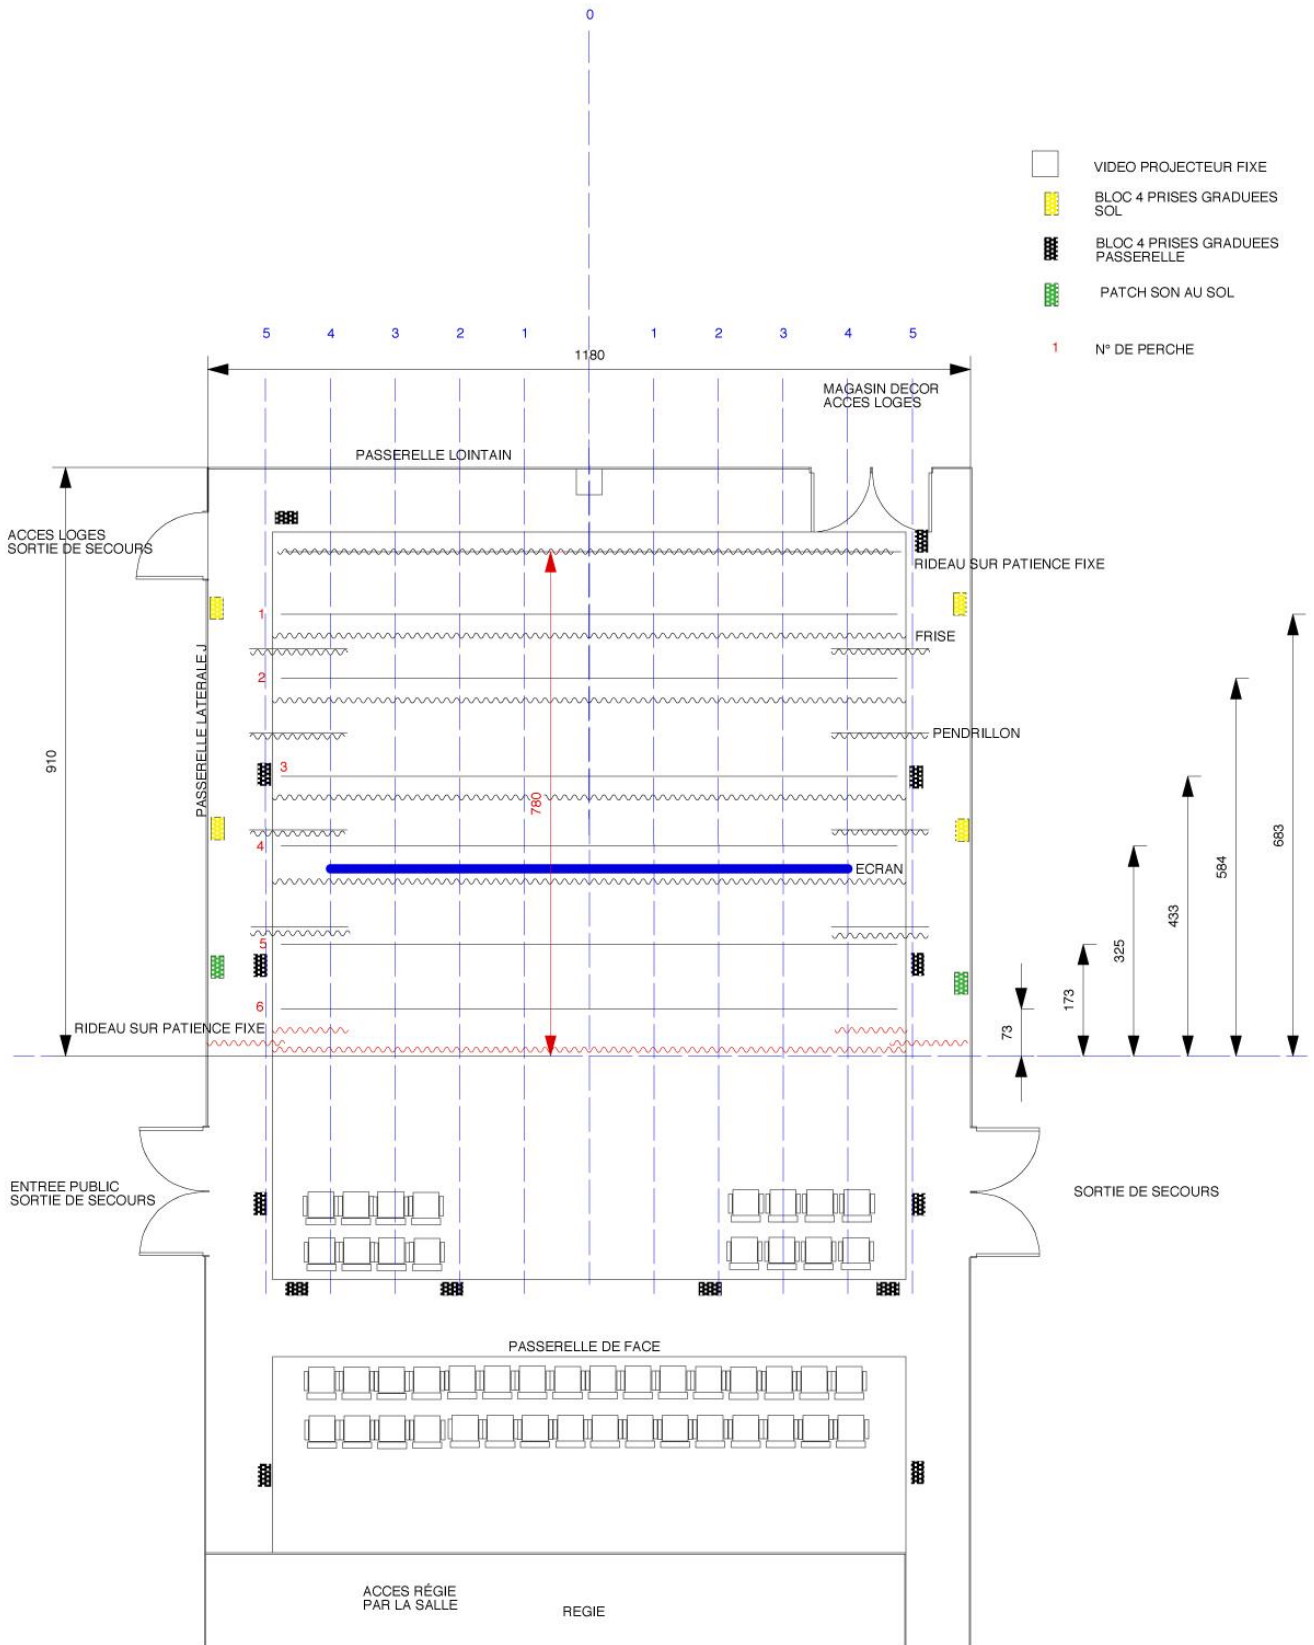 0
VIDEO PROJECTEUR FIXE
BLOC 4 PRISES GRADUEES
SOL
BLOC 4 PRISES GRADUEES
PASSERELLE
PATCH SON AU SOL
1 N° DE PERCHE
5 4 3 2 1 1 2 3 4 5
1180
MAGASIN DECOR
ACCES LOGES
PASSERELLE LOINTAIN
ACCES LOGES
SORTIE DE SECOURS
RIDEAU SUR PATIENCE FIXE
1
FRISE
PASSERELLE LATERALE J
2
PENDRILLON
3
910
780
4
ECRAN
683
584
433
325
173
73
5
6
RIDEAU SUR PATIENCE FIXE
ENTREE PUBLIC
SORTIE DE SECOURS
SORTIE DE SECOURS
PASSERELLE DE FACE
ACCES RÉGIE
PAR LA SALLE
REGIE